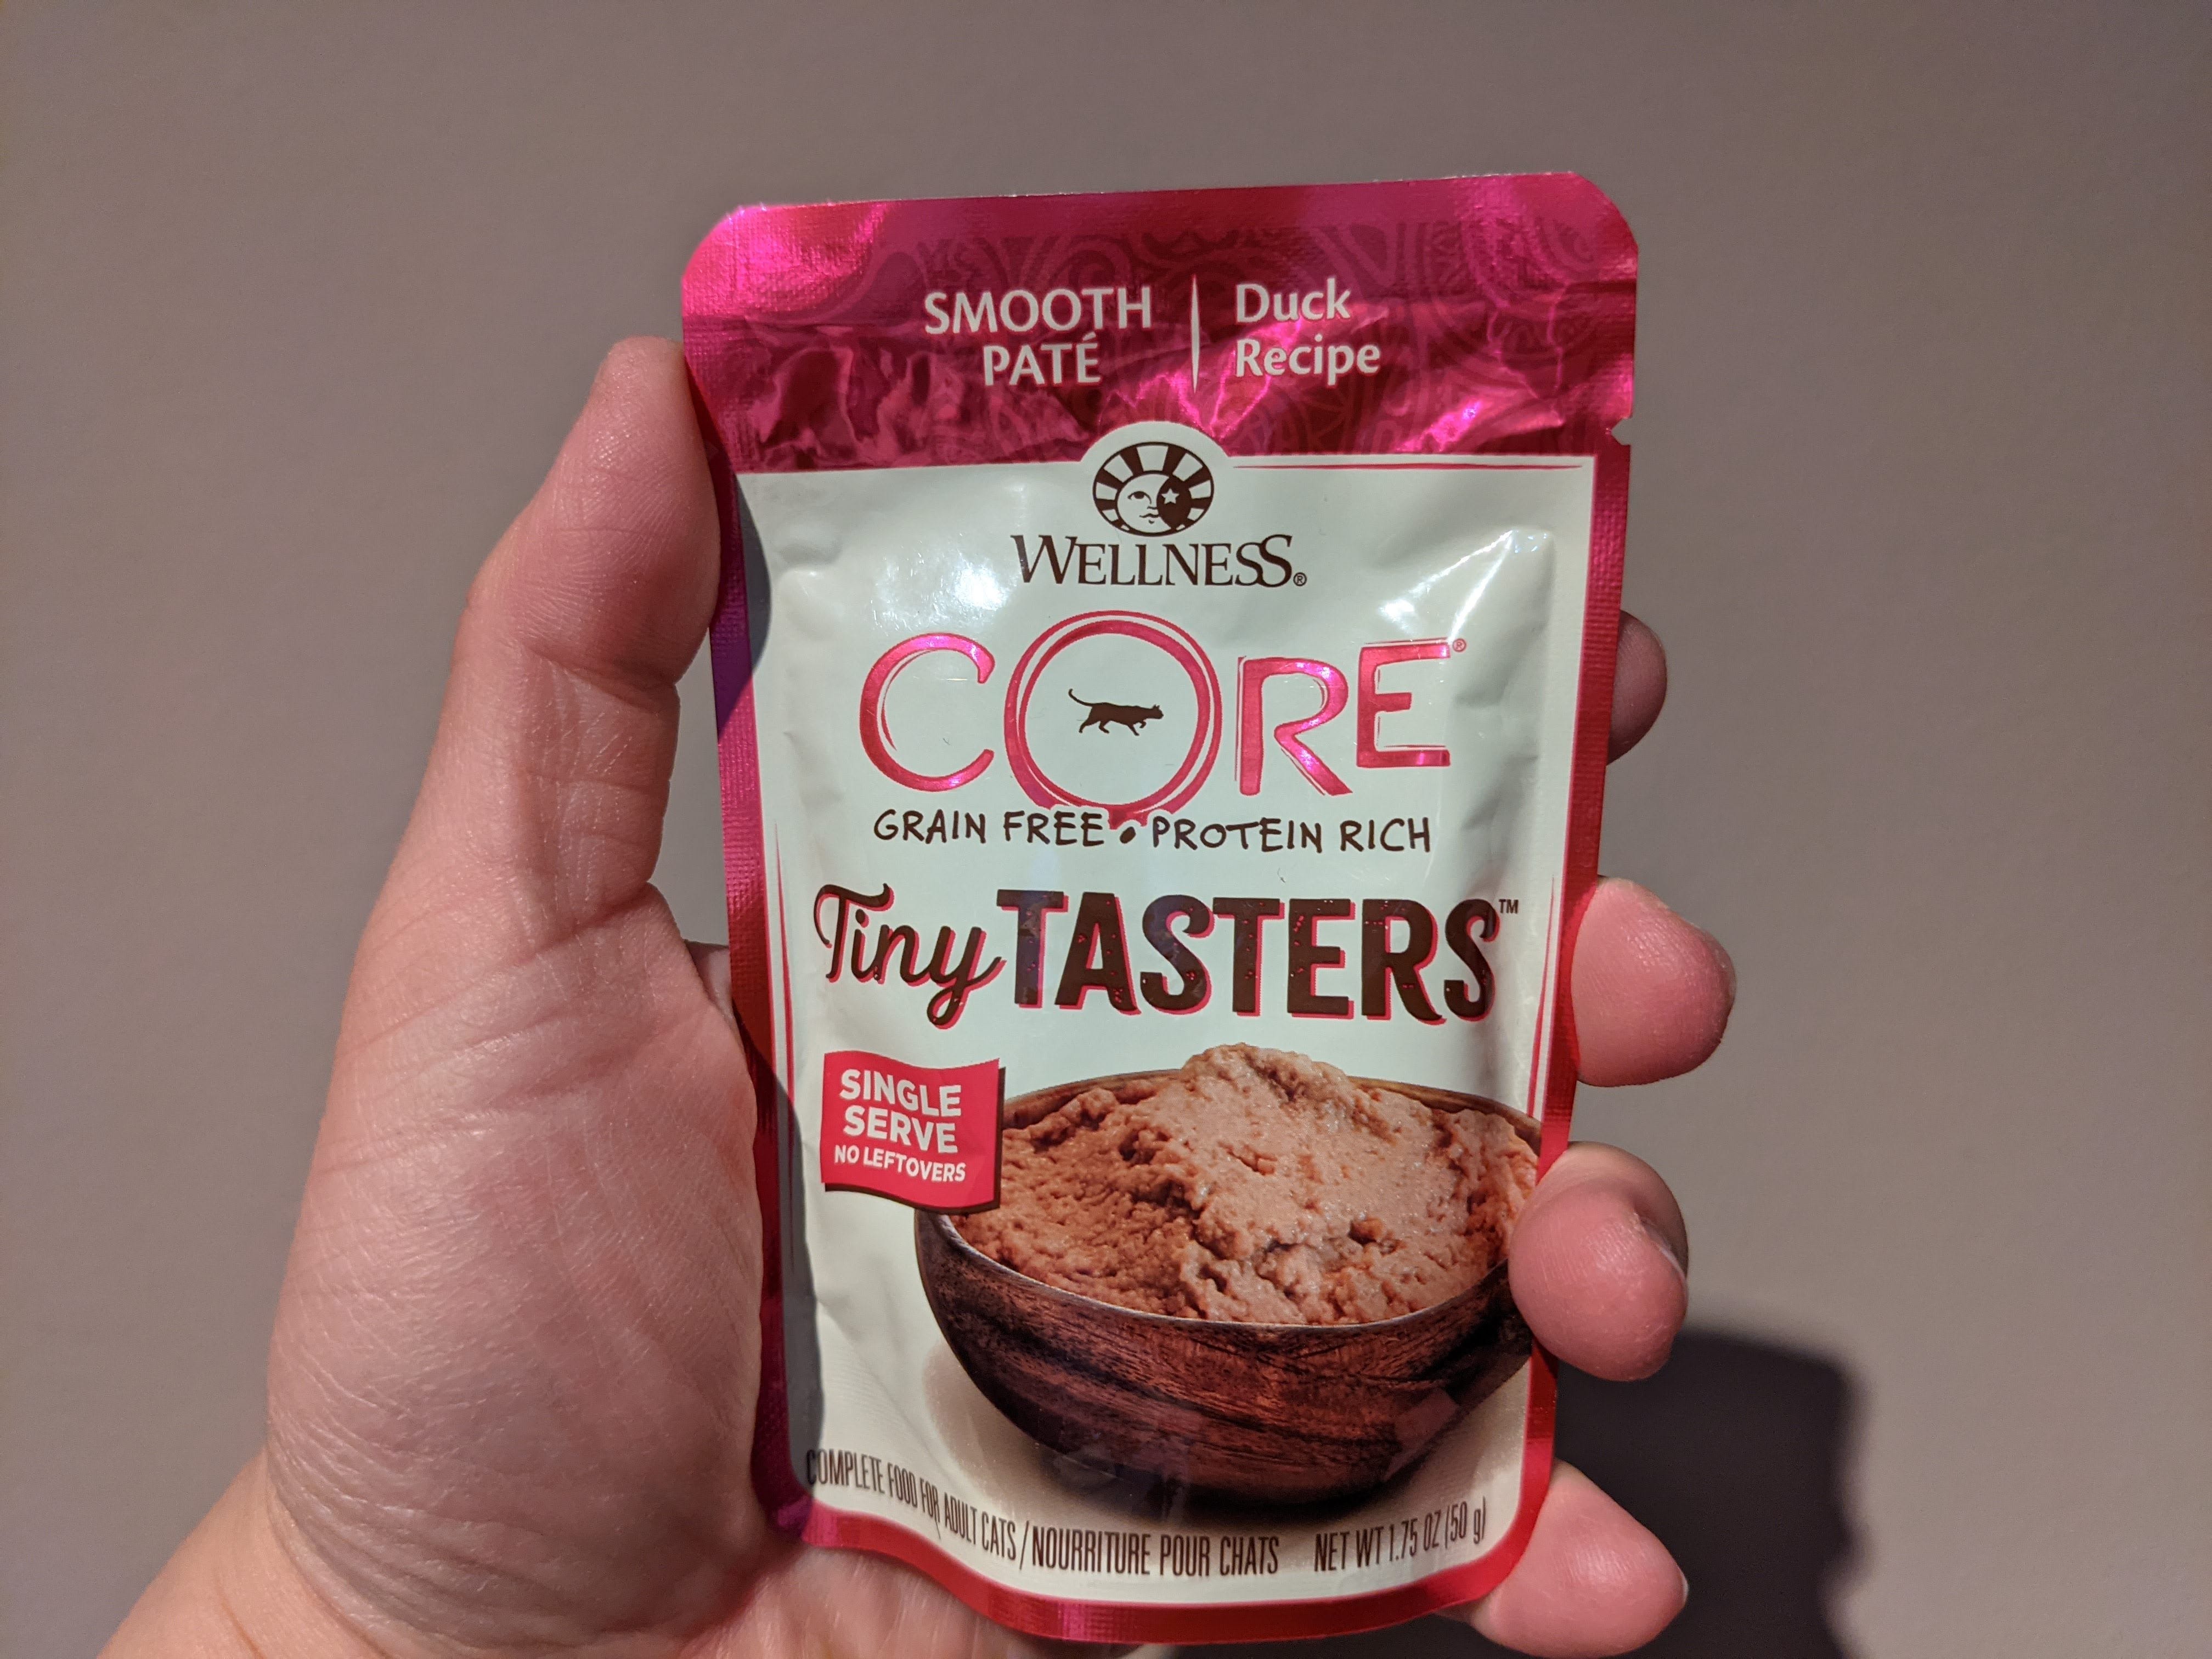 SMOOTH PATÉ
Duck Recipe
WELLNESS®
CORE®
GRAIN FREE • PROTEIN RICH
Tiny TASTERS™
SINGLE
SERVE
NO LEFTOVERS
COMPLETE FOOD FOR ADULT CATS / NOURRITURE POUR CHATS NET WT 1.75 OZ (50 g)